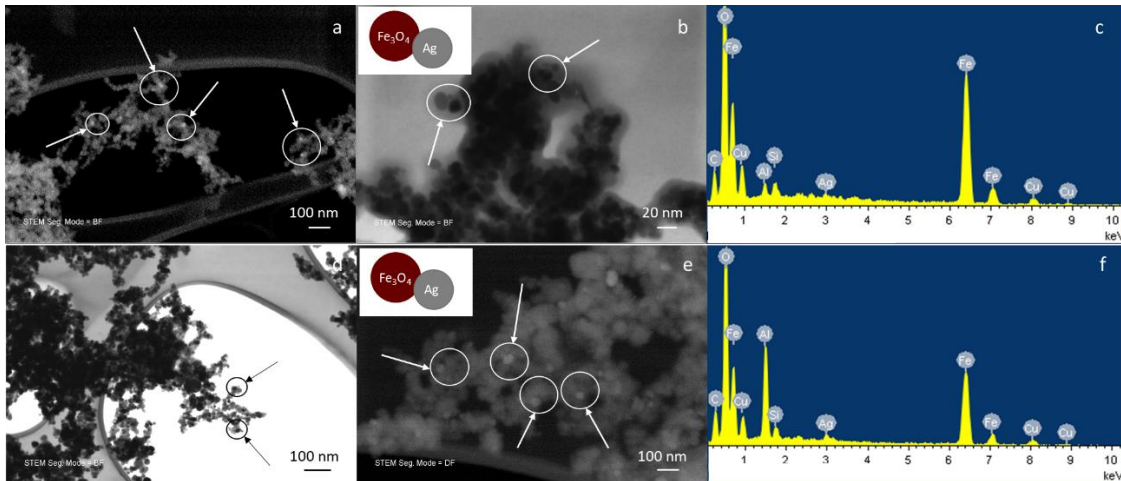 a
Fe₃O₄
Ag
b
c
O
Fe
C
Cu
Al
Si
Ag
Fe
Fe
Cu
Cu
1 2 3 4 5 6 7 8 9 10
keV
STEM Seg. Mode = BF
100 nm
STEM Seg. Mode = BF
20 nm
d
Fe₃O₄
Ag
e
f
O
Fe
C
Cu
Al
Si
Ag
Fe
Fe
Cu
Cu
1 2 3 4 5 6 7 8 9 10
keV
STEM Seg. Mode = BF
100 nm
STEM Seg. Mode = DF
100 nm